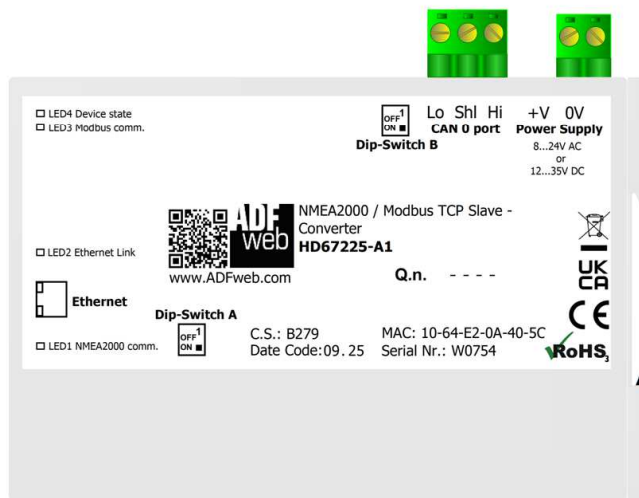 LED4 Device state
LED3 Modbus comm.
OFF 1
ON
Dip-Switch B
Lo Shl Hi
CAN 0 port
+V 0V
Power Supply
8...24V AC
or
12...35V DC
ADF
web
www.ADFweb.com
NMEA2000 / Modbus TCP Slave -
Converter
HD67225-A1
Q.n. - - - -
LED2 Ethernet Link
Ethernet
UK
CA
CE
Dip-Switch A
OFF 1
ON
LED1 NMEA2000 comm.
C.S.: B279
Date Code:09. 25
MAC: 10-64-E2-0A-40-5C
Serial Nr.: W0754
RoHS 3